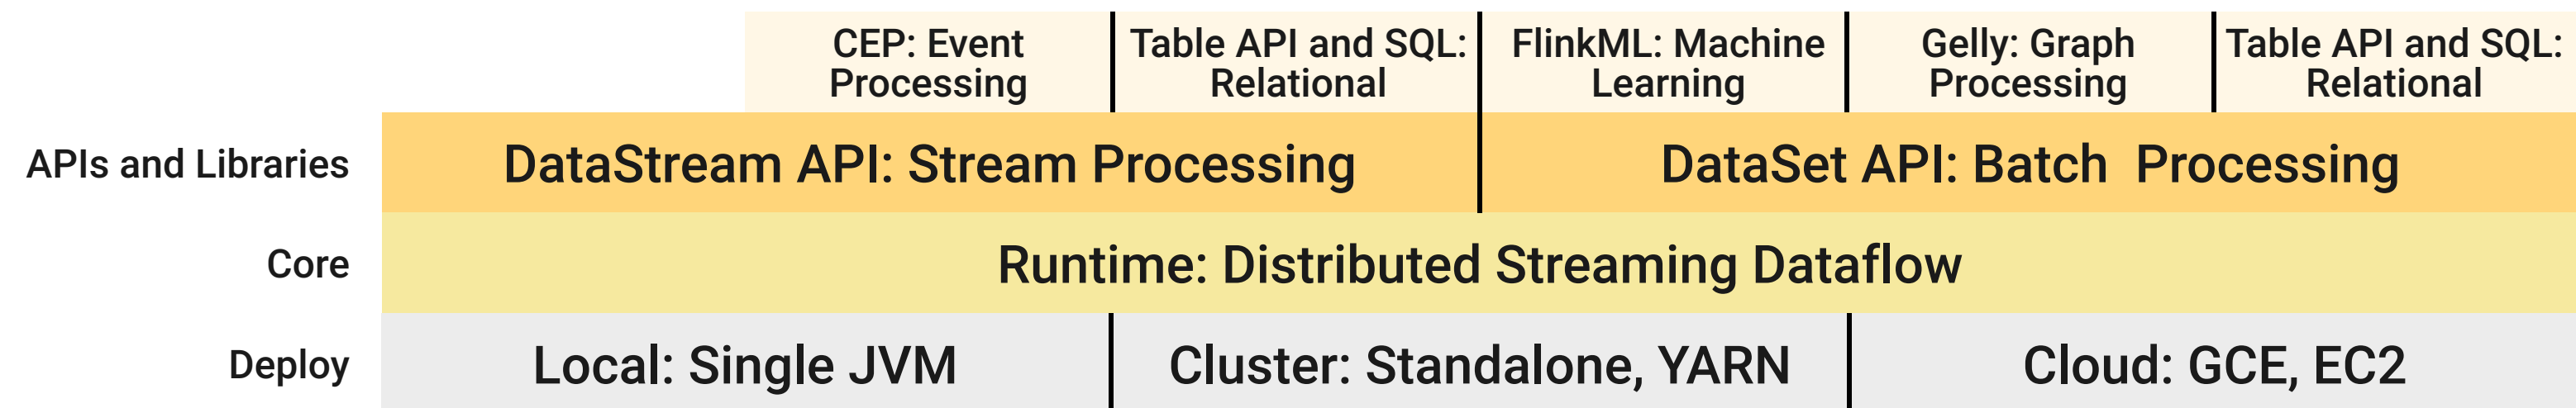 CEP: Event
Processing
Table API and SQL:
Relational
FlinkML: Machine
Learning
Gelly: Graph
Processing
Table API and SQL:
Relational
APIs and Libraries
DataStream API: Stream Processing
DataSet API: Batch  Processing
Core
Runtime: Distributed Streaming Dataflow
Deploy
Local: Single JVM
Cluster: Standalone, YARN
Cloud: GCE, EC2